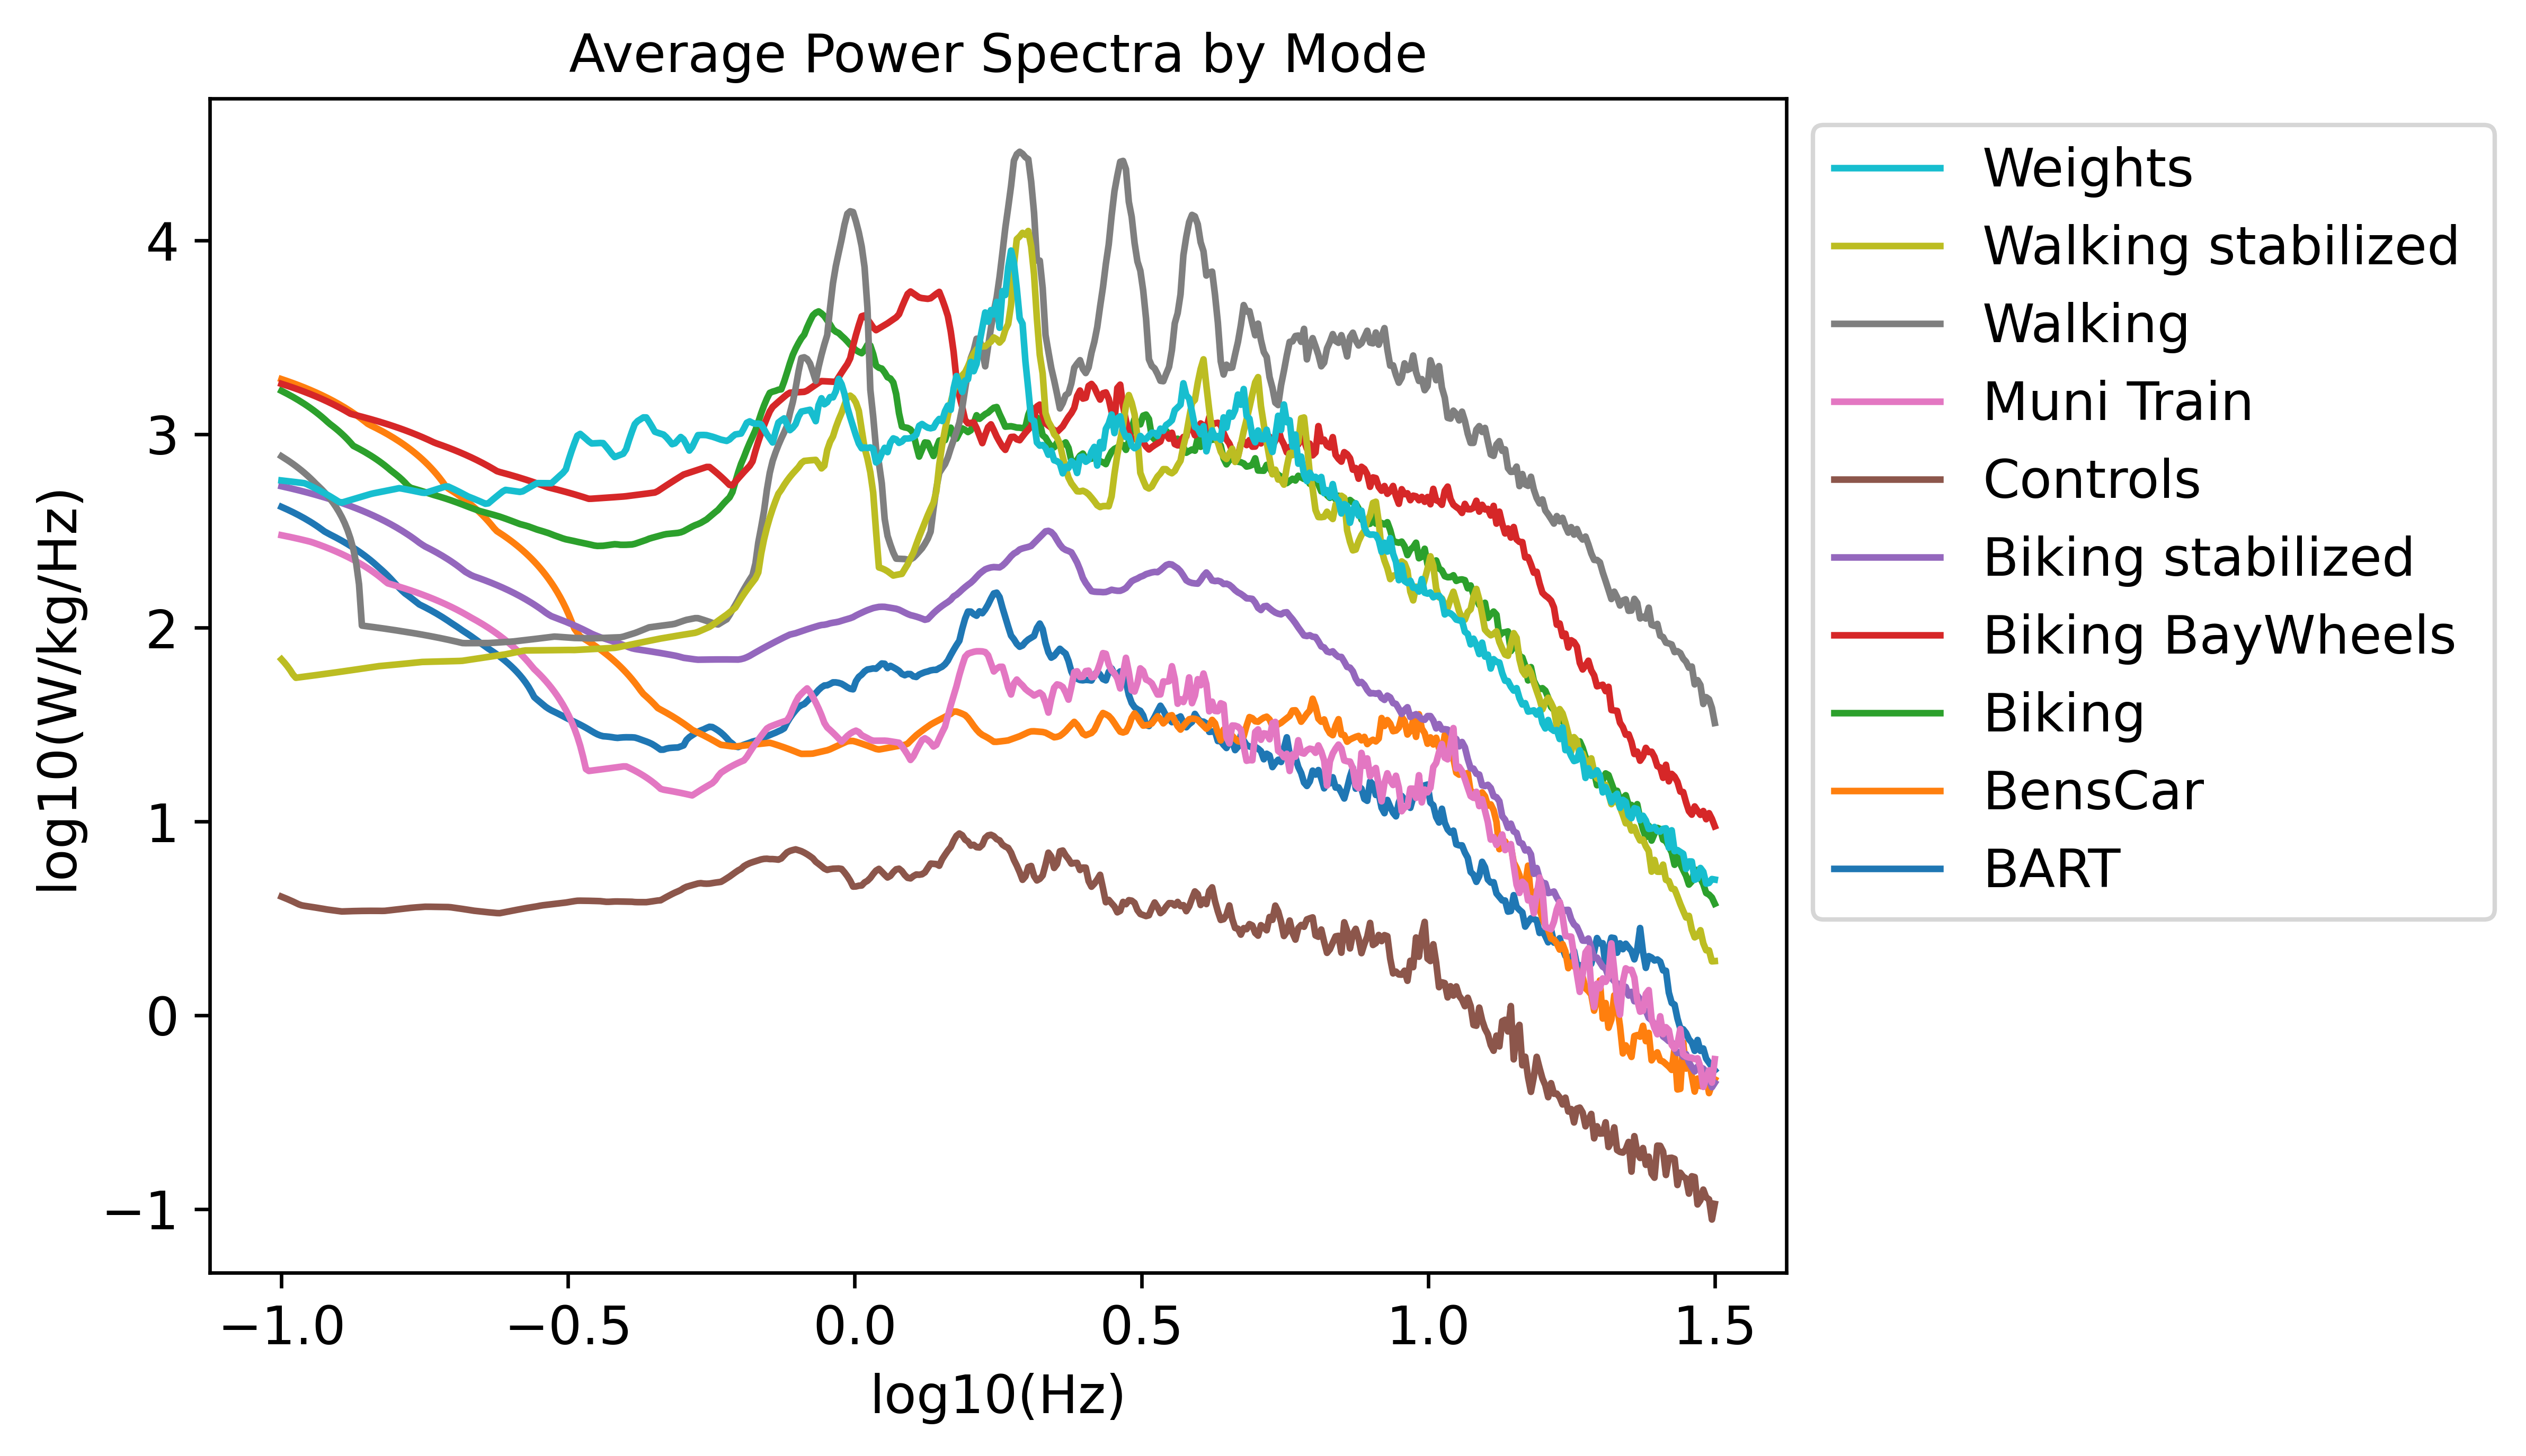 Average Power Spectra by Mode
log10(W/kg/Hz)
4
3
2
1
0
−1
−1.0 −0.5 0.0 0.5 1.0 1.5
log10(Hz)
Weights
Walking stabilized
Walking
Muni Train
Controls
Biking stabilized
Biking BayWheels
Biking
BensCar
BART